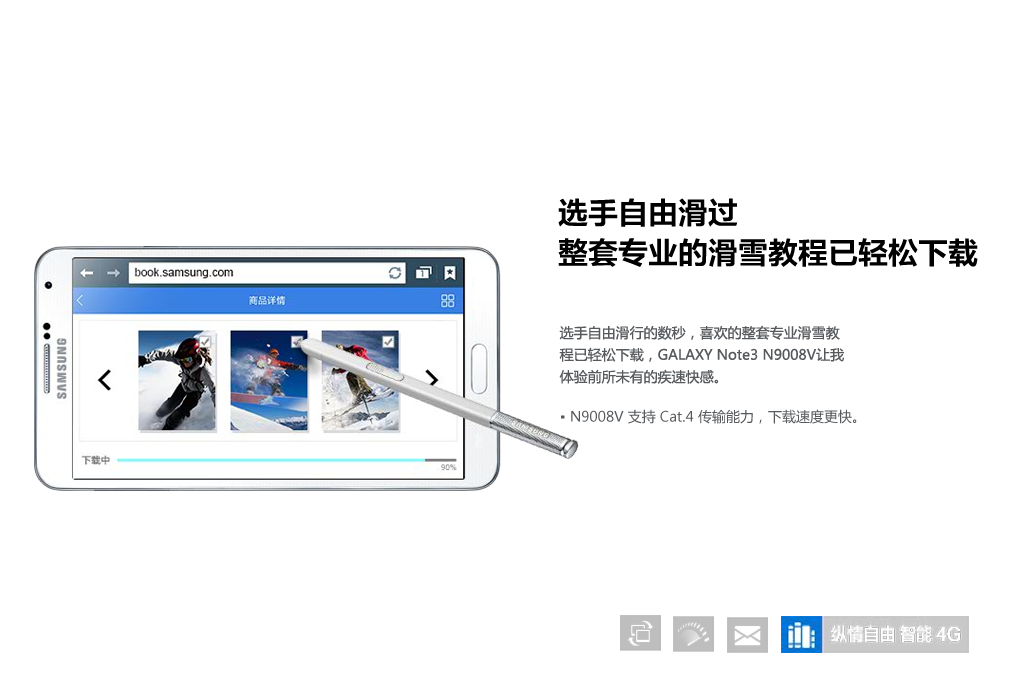 选手自由滑过
整套专业的滑雪教程已轻松下载
book.samsung.com
1
商品详情
SAMSUNG
选手自由滑行的数秒，喜欢的整套专业滑雪教
程已轻松下载，GALAXY Note3 N9008V让我
体验前所未有的疾速快感。
• N9008V 支持 Cat.4 传输能力，下载速度更快。
SAMSUNG
下载中
90%
纵情自由 智能 4G